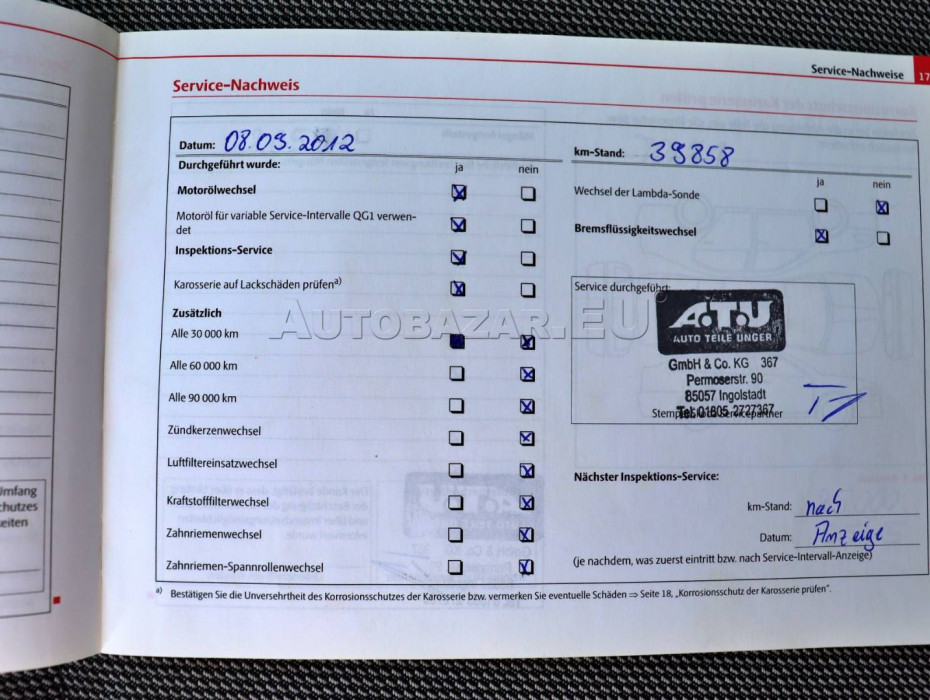 Service-Nachweise 17
Service-Nachweis
Datum: 08.09.2012
km-Stand: 39858
Durchgeführt wurde: ja nein
ja nein
Motorölwechsel
Wechsel der Lambda-Sonde
Motoröl für variable Service-Intervalle QG1 verwen-
det
Bremsflüssigkeitswechsel
Inspektions-Service
Karosserie auf Lackschäden prüfen a)
Service durchgeführt:
Zusätzlich
A.T.U
AUTO TEILE UNGER
AUTOBAZAR.EU
Alle 30 000 km
GmbH & Co. KG 367
Alle 60 000 km
Permoserstr. 90
85057 Ingolstadt
Alle 90 000 km
Tel. 01805 2727367
Zündkerzenwechsel
Luftfiltereinsatzwechsel
Nächster Inspektions-Service:
Kraftstofffilterwechsel
km-Stand: nach
Zahnriemenwechsel
Datum: Anzeige
Zahnriemen-Spannrollenwechsel
(je nachdem, was zuerst eintritt bzw. nach Service-Intervall-Anzeige)
a) Bestätigen Sie die Unversehrtheit des Korrosionsschutzes der Karosserie bzw. vermerken Sie eventuelle Schäden ⇒ Seite 18, „Korrosionsschutz der Karosserie prüfen“.